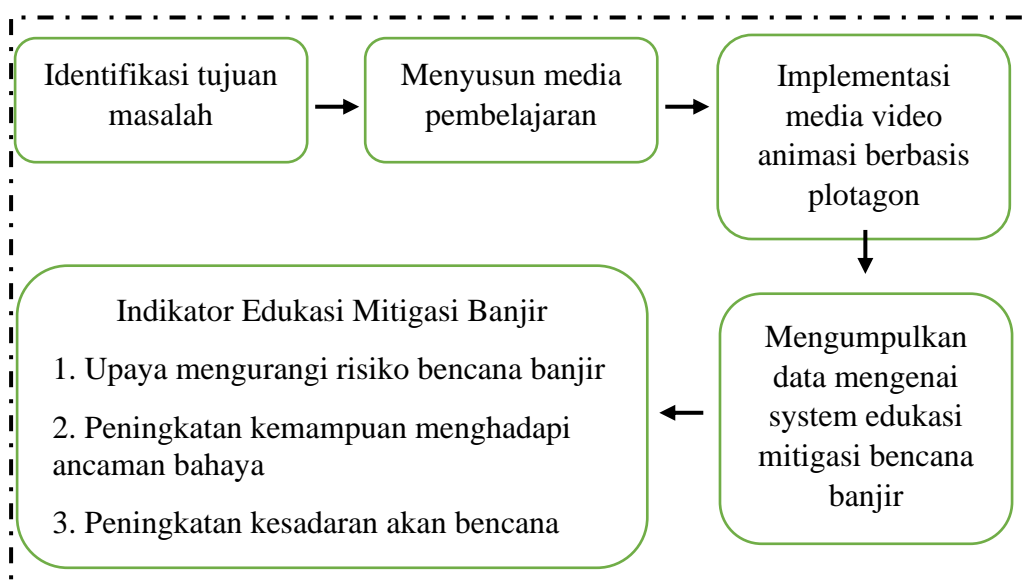 Identifikasi tujuan
masalah
Menyusun media
pembelajaran
Implementasi
media video
animasi berbasis
plotagon
Mengumpulkan
data mengenai
system edukasi
mitigasi bencana
banjir
Indikator Edukasi Mitigasi Banjir
1. Upaya mengurangi risiko bencana banjir
2. Peningkatan kemampuan menghadapi
ancaman bahaya
3. Peningkatan kesadaran akan bencana